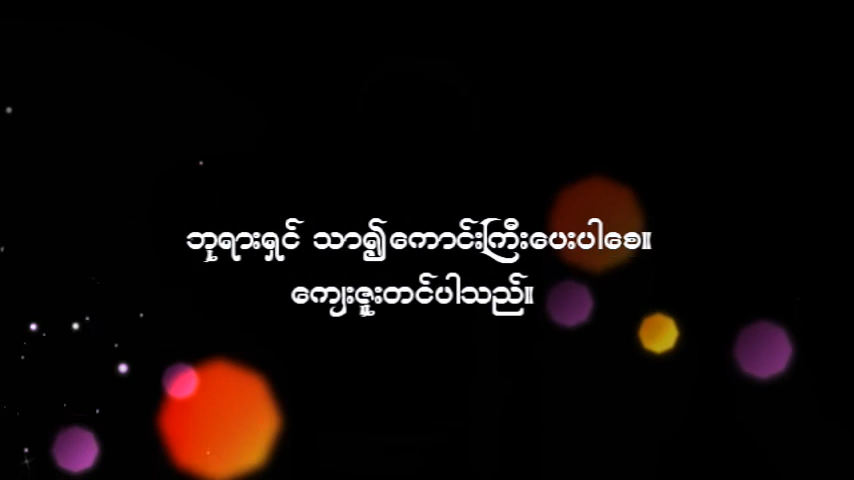 ဘုရားရှင် သာ၍ကောင်းကြီးပေးပါစေ။
ကျေးဇူးတင်ပါသည်။